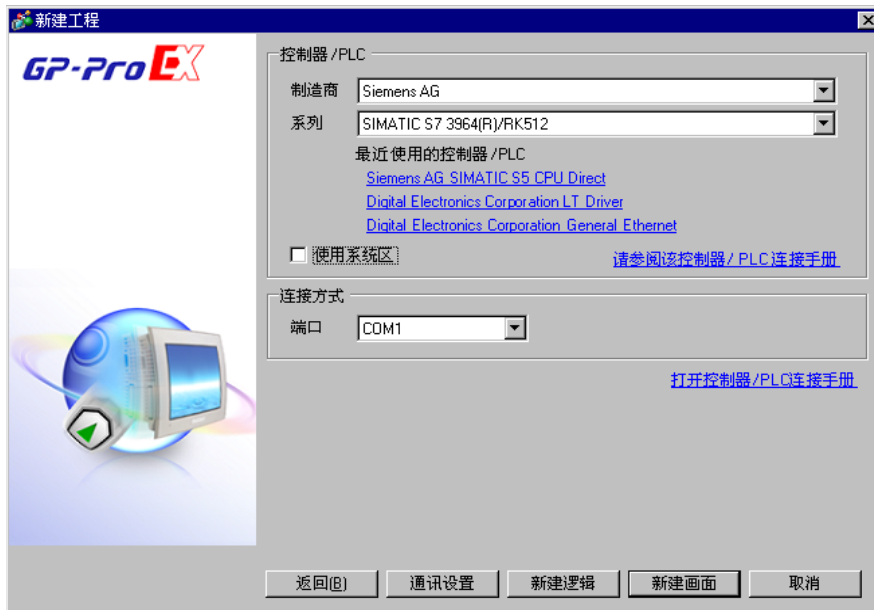 新建工程
GP-Pro EX
控制器/PLC
制造商 Siemens AG
系列 SIMATIC S7 3964(R)/RK512
最近使用的控制器/PLC
Siemens AG SIMATIC S5 CPU Direct
Digital Electronics Corporation LT Driver
Digital Electronics Corporation General Ethernet
使用系统区 请参阅该控制器/PLC连接手册
连接方式
端口 COM1
打开控制器/PLC连接手册
返回(B) 通讯设置 新建逻辑 新建画面 取消